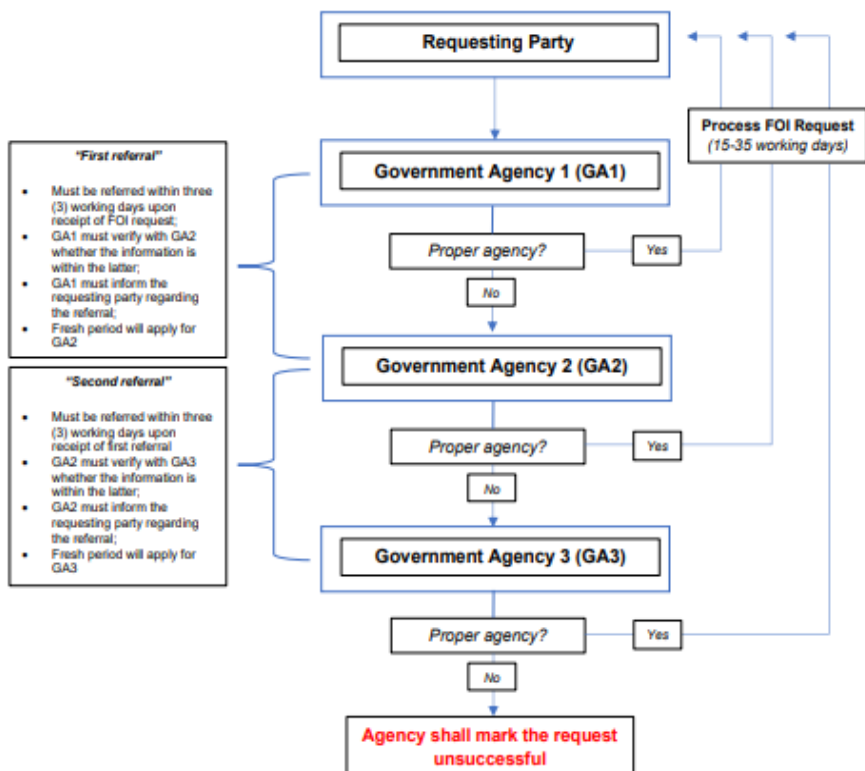 Requesting Party
Process FOI Request
(15-35 working days)
"First referral"
• Must be referred within three
(3) working days upon
receipt of FOI request;
• GA1 must verify with GA2
whether the information is
within the latter;
• GA1 must inform the
requesting party regarding
the referral;
• Fresh period will apply for
GA2
Government Agency 1 (GA1)
Proper agency?
Yes
No
Government Agency 2 (GA2)
"Second referral"
• Must be referred within three
(3) working days upon
receipt of first referral
• GA2 must verify with GA3
whether the information is
within the latter;
• GA2 must inform the
requesting party regarding
the referral;
• Fresh period will apply for
GA3
Proper agency?
Yes
No
Government Agency 3 (GA3)
Proper agency?
Yes
No
Agency shall mark the request
unsuccessful